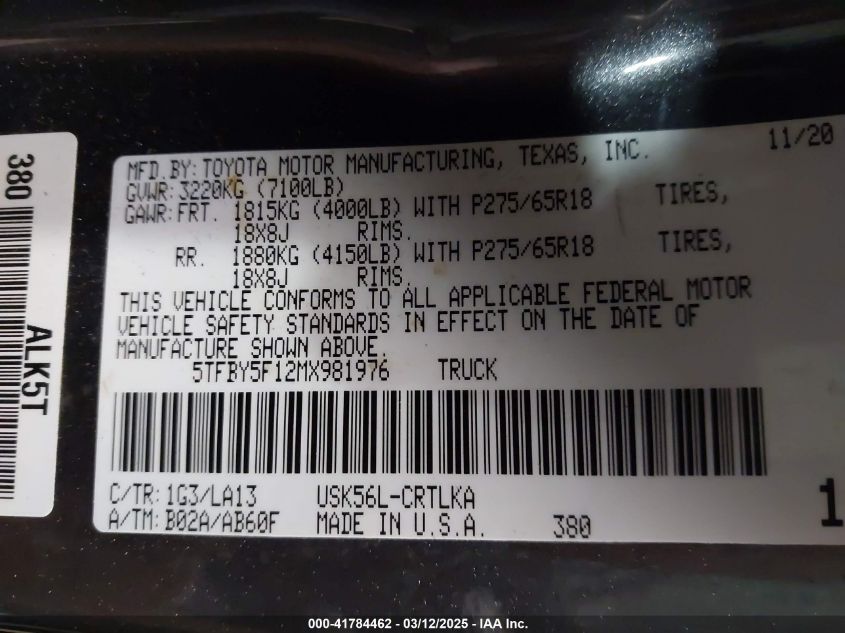 MFD.BY: TOYOTA MOTOR MANUFACTURING, TEXAS, INC. 11/20
GVWR: 3220KG (7100LB)
GAWR: FRT. 1815KG (4000LB) WITH P275/65R18 TIRES,
18X8J RIMS.
RR. 1880KG (4150LB) WITH P275/65R18 TIRES,
18X8J RIMS.
THIS VEHICLE CONFORMS TO ALL APPLICABLE FEDERAL MOTOR
VEHICLE SAFETY STANDARDS IN EFFECT ON THE DATE OF
MANUFACTURE SHOWN ABOVE.
5TFBY5F12MX981976 TRUCK
C/TR: 1G3/LA13 USK56L-CRTLKA
A/TM: B02A/AB60F MADE IN U.S.A. 380
1
380
ALK5T
000-41784462 - 03/12/2025 - IAA Inc.